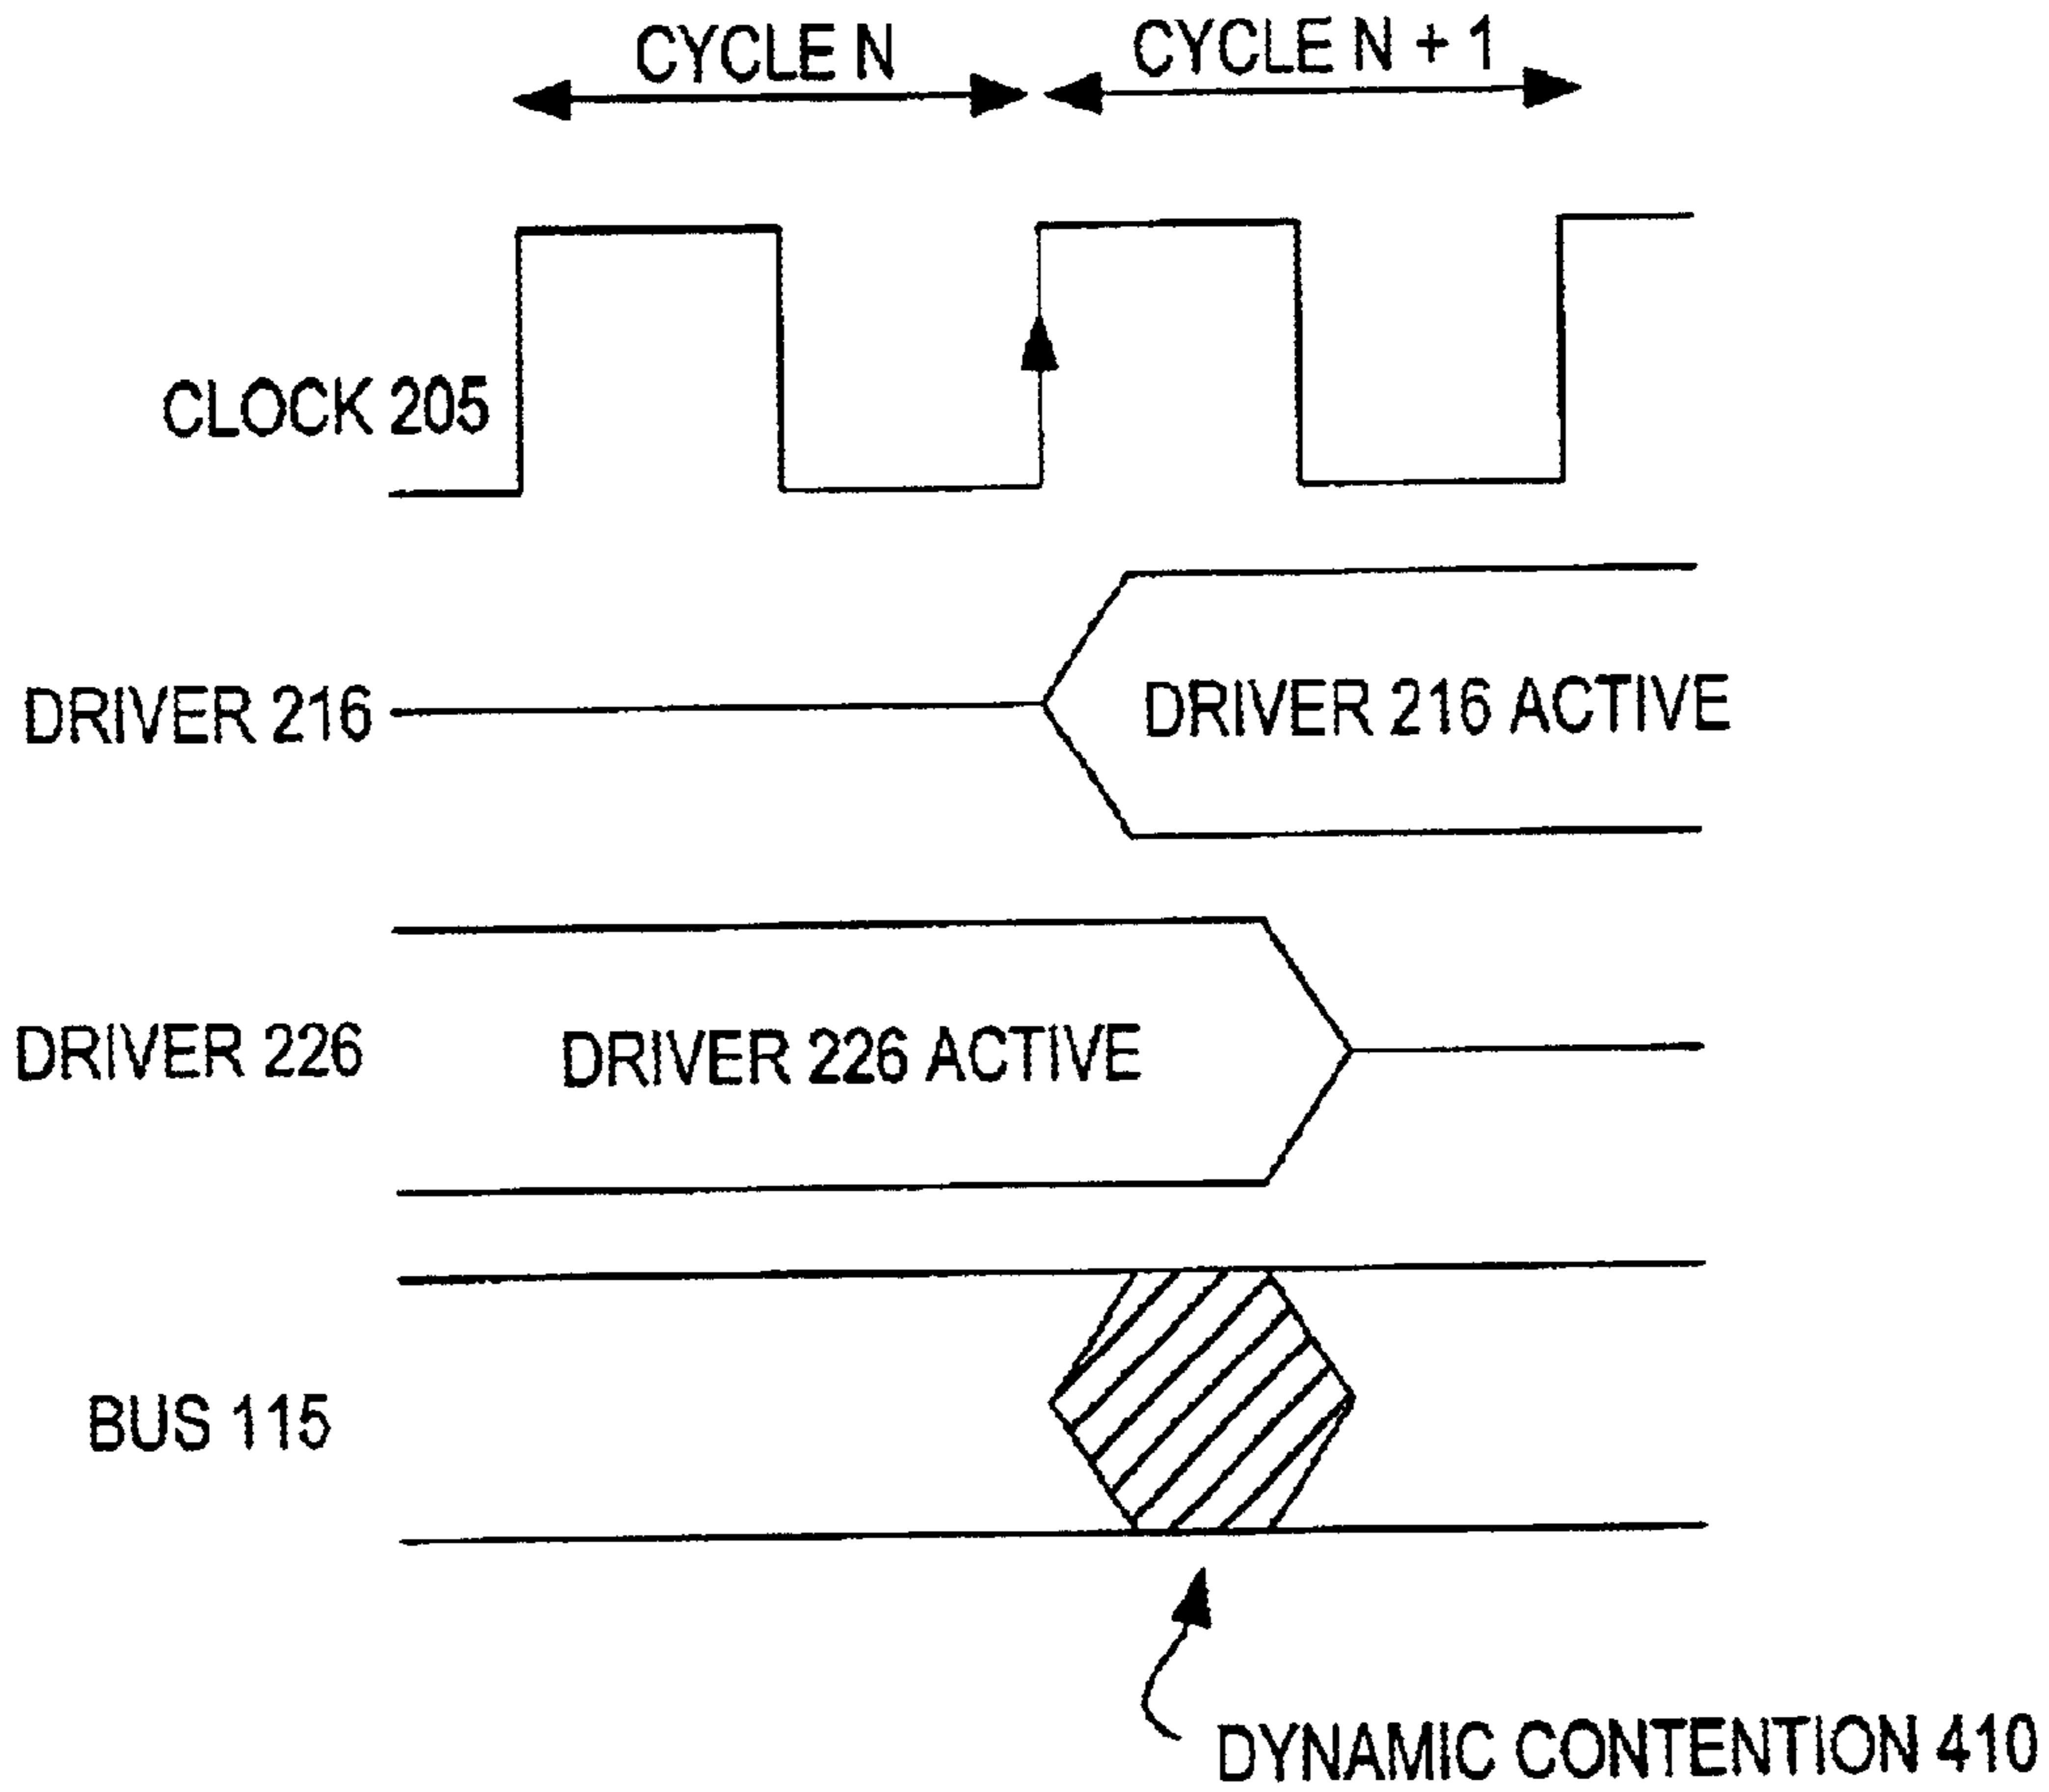 CYCLE N
CYCLE N + 1
CLOCK 205
DRIVER 216
DRIVER 216 ACTIVE
DRIVER 226
DRIVER 226 ACTIVE
BUS 115
DYNAMIC CONTENTION 410